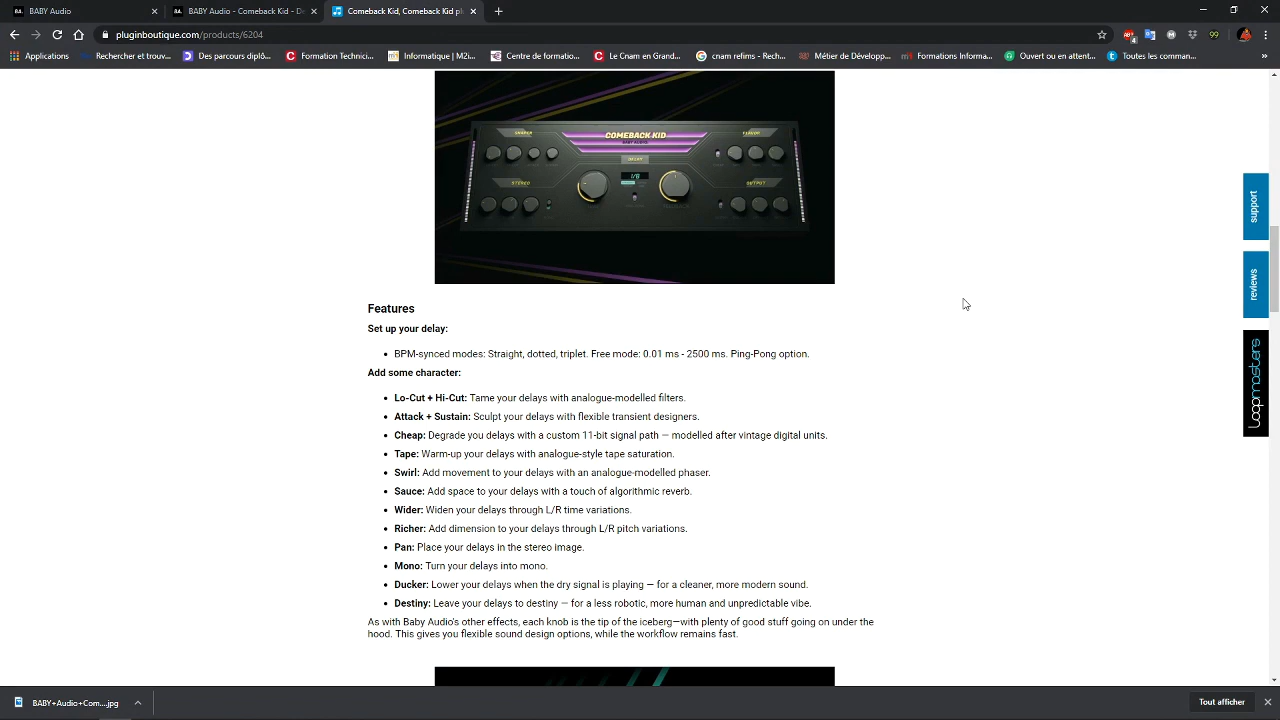 BABY Audio
BABY Audio - Comeback Kid - De
Comeback Kid, Comeback Kid pl
pluginboutique.com/products/6204
Applications
Rechercher et trouv...
Des parcours diplô...
Formation Technici...
Informatique | M2i...
Centre de formatio...
Le Cnam en Grand...
cnam refims - Rech...
Métier de Développ...
Formations Informa...
Ouvert ou en attent...
Toutes les comman...
SHAPER
COMEBACK KID
BABY AUDIO
FLAVOR
DELAY
1/8
STEREO
OUTPUT
Features
Set up your delay:
BPM-synced modes: Straight, dotted, triplet. Free mode: 0.01 ms - 2500 ms. Ping-Pong option.
Add some character:
Lo-Cut + Hi-Cut: Tame your delays with analogue-modelled filters.
Attack + Sustain: Sculpt your delays with flexible transient designers.
Cheap: Degrade you delays with a custom 11-bit signal path — modelled after vintage digital units.
Tape: Warm-up your delays with analogue-style tape saturation.
Swirl: Add movement to your delays with an analogue-modelled phaser.
Sauce: Add space to your delays with a touch of algorithmic reverb.
Wider: Widen your delays through L/R time variations.
Richer: Add dimension to your delays through L/R pitch variations.
Pan: Place your delays in the stereo image.
Mono: Turn your delays into mono.
Ducker: Lower your delays when the dry signal is playing — for a cleaner, more modern sound.
Destiny: Leave your delays to destiny — for a less robotic, more human and unpredictable vibe.
As with Baby Audio's other effects, each knob is the tip of the iceberg—with plenty of good stuff going on under the
hood. This gives you flexible sound design options, while the workflow remains fast.
support
reviews
loopmasters
BABY+Audio+Com....jpg
Tout afficher